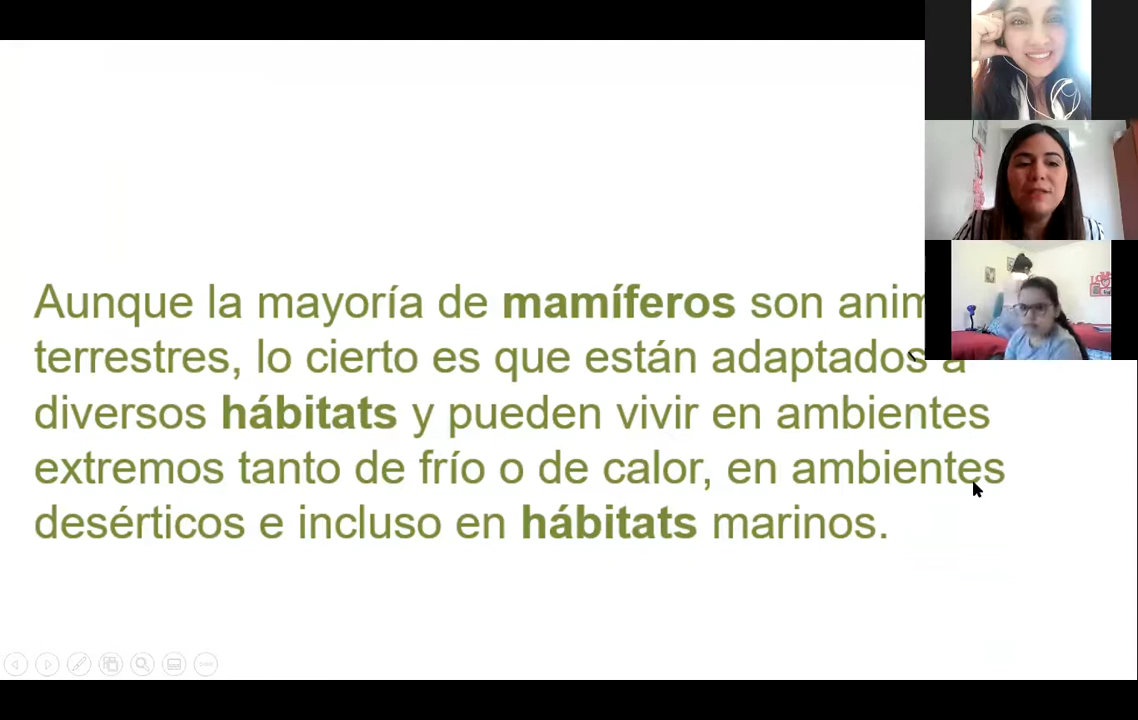 Aunque la mayoría de mamíferos son
terrestres, lo cierto es que están adaptados a
diversos hábitats y pueden vivir en ambientes
extremos tanto de frío o de calor, en ambientes
desérticos e incluso en hábitats marinos.